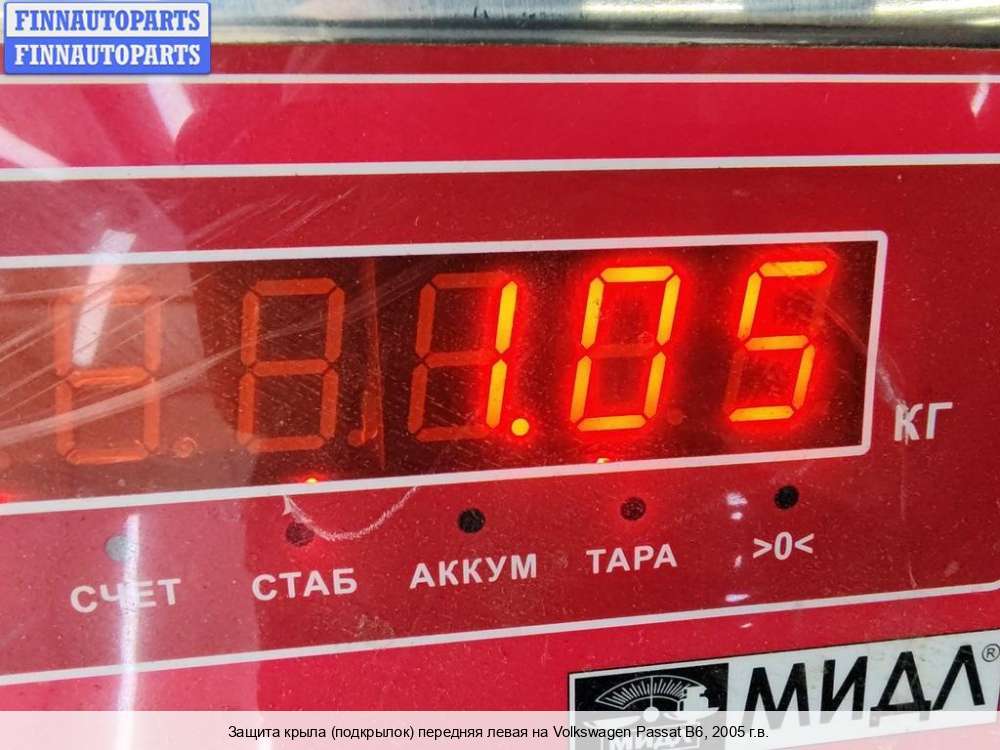 FINNAUTOPARTS
FINNAUTOPARTS
1.05
КГ
СЧЕТ СТАБ АККУМ ТАРА >0<
МИДЛ®
МИДЛ
Защита крыла (подкрылок) передняя левая на Volkswagen Passat B6, 2005 г.в.